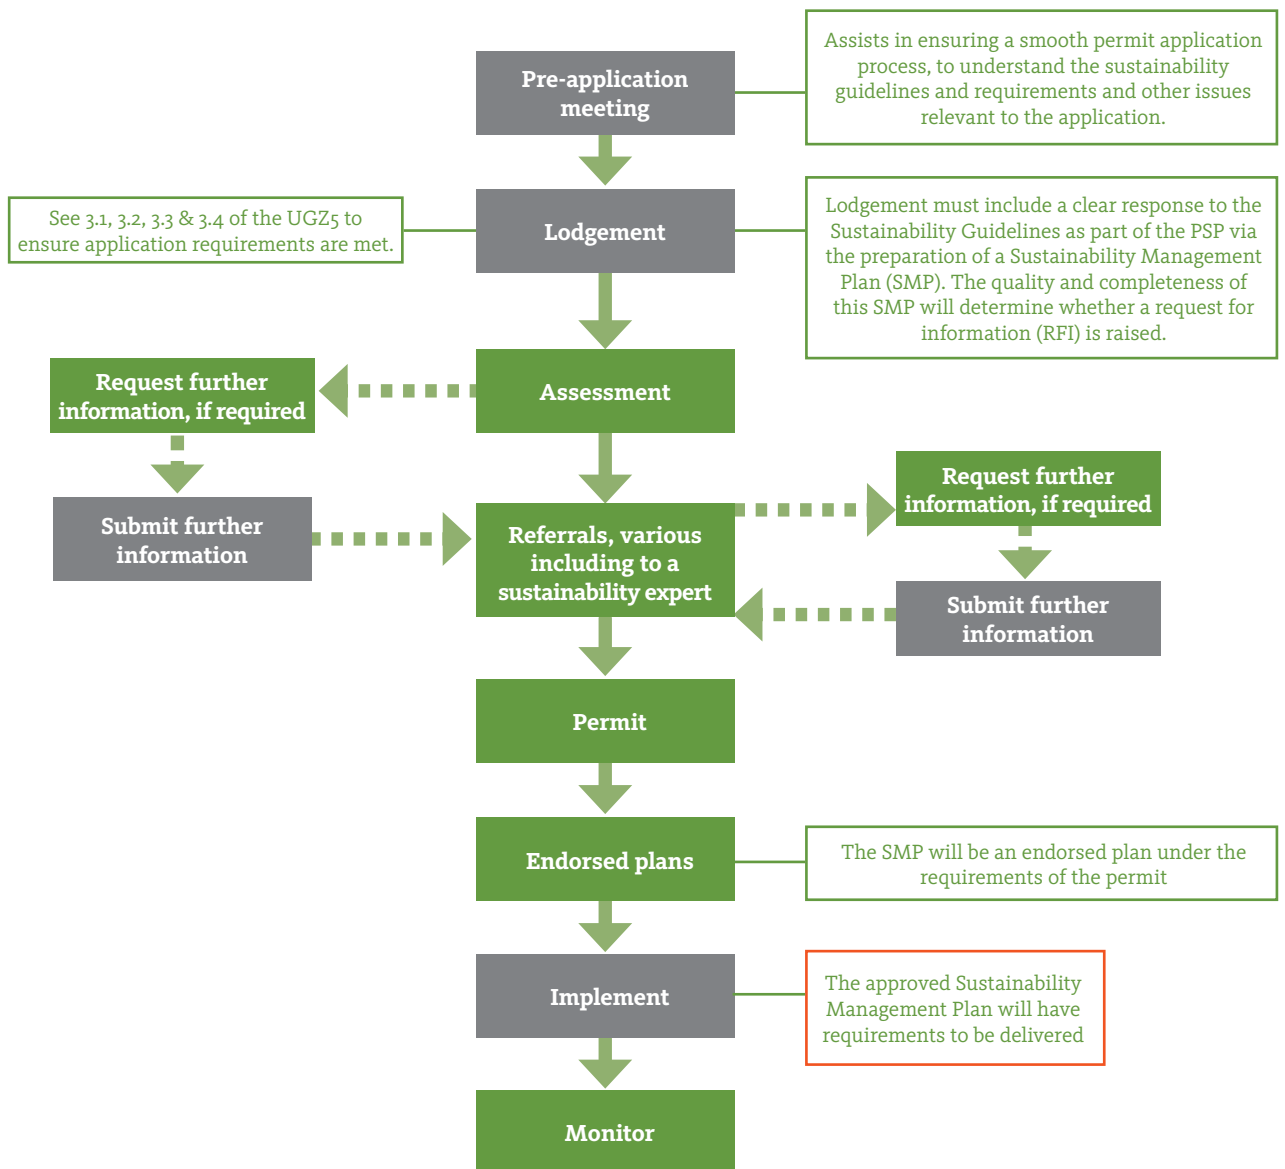 Pre-application
meeting
Assists in ensuring a smooth permit application
process, to understand the sustainability
guidelines and requirements and other issues
relevant to the application.
See 3.1, 3.2, 3.3 & 3.4 of the UGZ5 to
ensure application requirements are met.
Lodgement
Lodgement must include a clear response to the
Sustainability Guidelines as part of the PSP via
the preparation of a Sustainability Management
Plan (SMP). The quality and completeness of
this SMP will determine whether a request for
information (RFI) is raised.
Request further
information, if required
Assessment
Submit further
information
Referrals, various
including to a
sustainability expert
Request further
information, if required
Submit further
information
Permit
Endorsed plans
The SMP will be an endorsed plan under the
requirements of the permit
Implement
The approved Sustainability
Management Plan will have
requirements to be delivered
Monitor